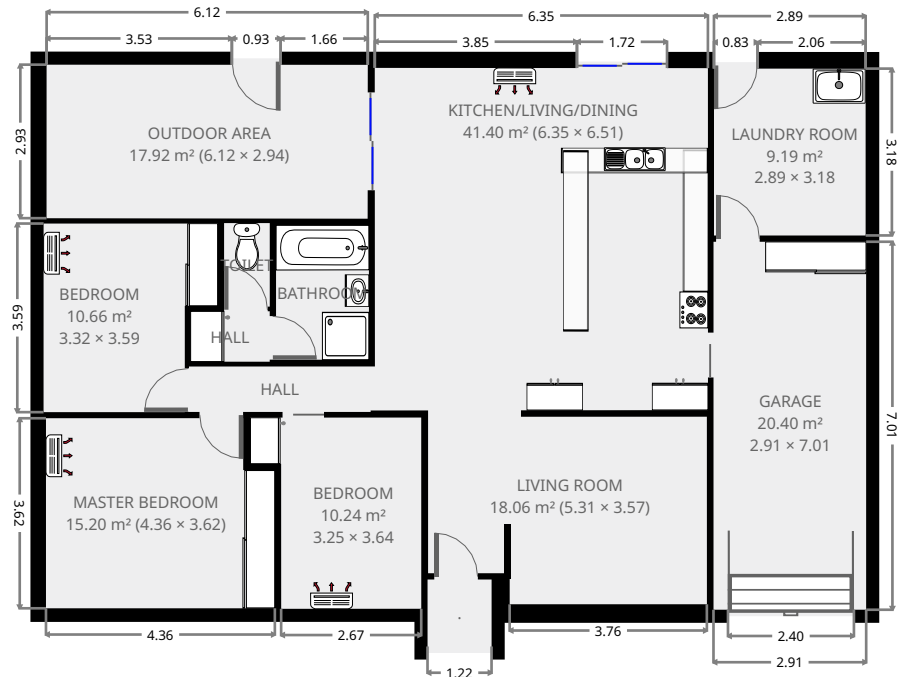 6.12
6.35
2.89
3.53
0.93
1.66
3.85
1.72
0.83
2.06
2.93
OUTDOOR AREA
17.92 m² (6.12 × 2.94)
KITCHEN/LIVING/DINING
41.40 m² (6.35 × 6.51)
LAUNDRY ROOM
9.19 m²
2.89 × 3.18
3.18
3.59
BEDROOM
10.66 m²
3.32 × 3.59
TOILET
BATHROOM
HALL
HALL
GARAGE
20.40 m²
2.91 × 7.01
7.01
3.62
MASTER BEDROOM
15.20 m² (4.36 × 3.62)
BEDROOM
10.24 m²
3.25 × 3.64
LIVING ROOM
18.06 m² (5.31 × 3.57)
4.36
2.67
3.76
2.40
2.91
1.22